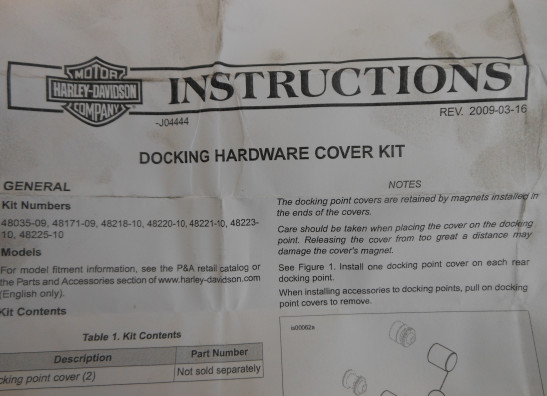 MOTOR
HARLEY-DAVIDSON
COMPANY
INSTRUCTIONS
-J04444
REV. 2009-03-16
DOCKING HARDWARE COVER KIT
GENERAL
Kit Numbers
48035-09, 48171-09, 48218-10, 48220-10, 48221-10, 48223-
10, 48225-10
Models
For model fitment information, see the P&A retail catalog or
the Parts and Accessories section of www.harley-davidson.com
(English only).
Kit Contents
Table 1. Kit Contents
Description
Part Number
cking point cover (2)
Not sold separately
NOTES
The docking point covers are retained by magnets installed in
the ends of the covers.
Care should be taken when placing the cover on the docking
point. Releasing the cover from too great a distance may
damage the cover's magnet.
See Figure 1. Install one docking point cover on each rear
docking point.
When installing accessories to docking points, pull on docking
point covers to remove.
is00062a